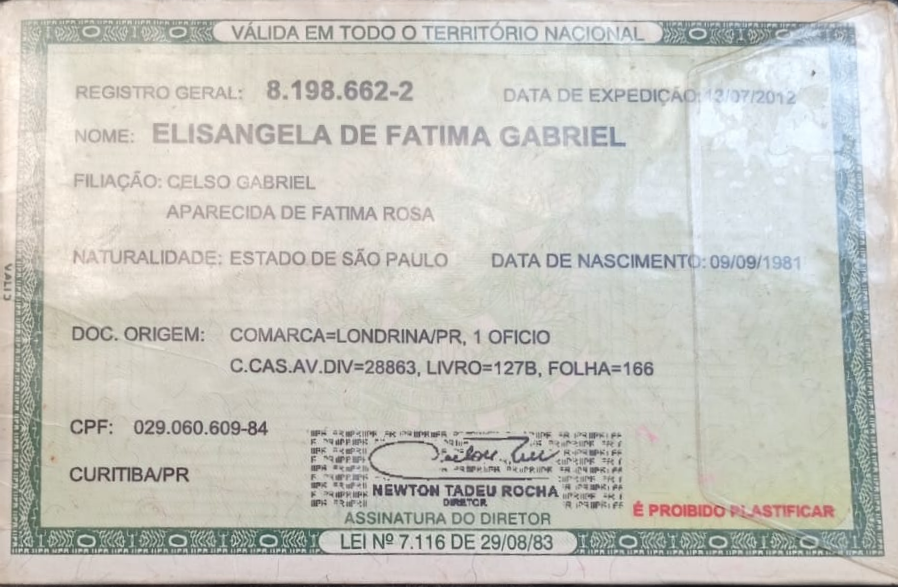 VÁLIDA EM TODO O TERRITÓRIO NACIONAL
REGISTRO GERAL: 8.198.662-2 DATA DE EXPEDIÇÃO: 13/07/2012
NOME: ELISANGELA DE FATIMA GABRIEL
FILIAÇÃO: CELSO GABRIEL
APARECIDA DE FATIMA ROSA
NATURALIDADE: ESTADO DE SÃO PAULO DATA DE NASCIMENTO: 09/09/1981
DOC. ORIGEM: COMARCA=LONDRINA/PR, 1 OFICIO
C.CAS.AV.DIV=28863, LIVRO=127B, FOLHA=166
CPF: 029.060.609-84
CURITIBA/PR
NEWTON TADEU ROCHA
DIRETOR
ASSINATURA DO DIRETOR
É PROIBIDO PLASTIFICAR
LEI Nº 7.116 DE 29/08/83